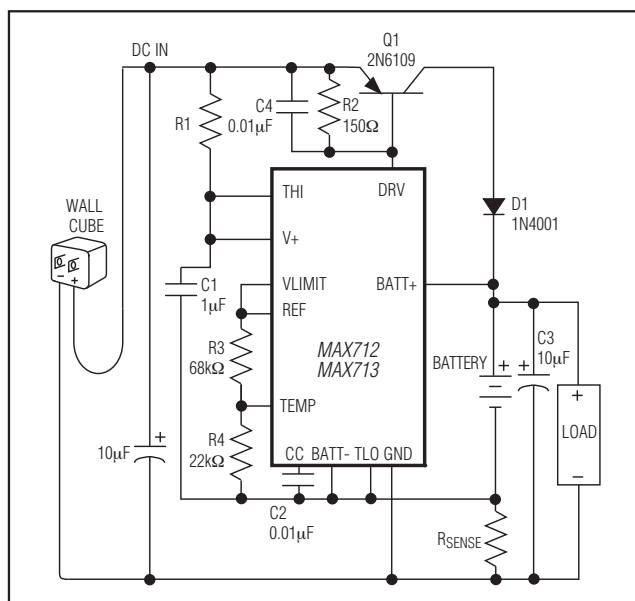 Q1
2N6109
DC IN
C4
0.01µF
R2
150Ω
R1
THI
DRV
WALL
CUBE
V+
D1
1N4001
C1
1µF
VLIMIT
REF
BATT+
R3
68kΩ
MAX712
MAX713
BATTERY
C3
10µF
TEMP
LOAD
10µF
R4
22kΩ
CC
BATT-
TLO
GND
C2
0.01µF
RSENSE